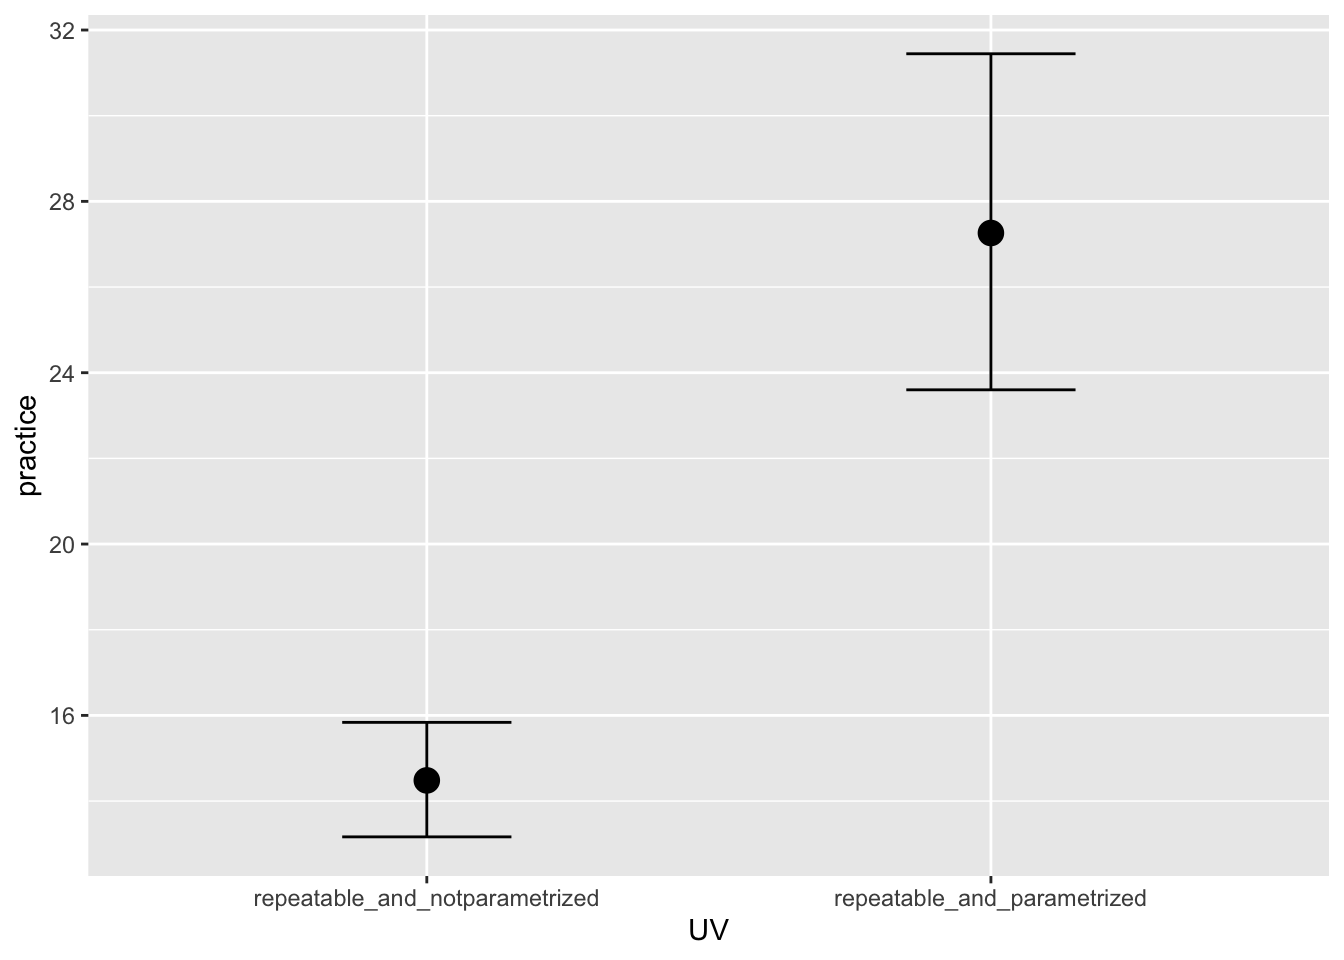 32
28
24
20
16
practice
repeatable_and_notparametrized
repeatable_and_parametrized
UV